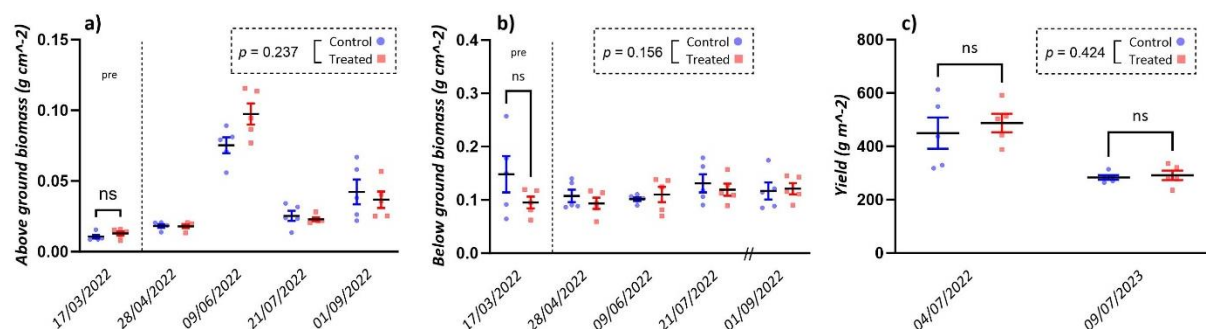 a)
Above ground biomass (g cm^-2)
0.15
0.10
0.05
0.00
pre
ns
p = 0.237
Control
Treated
17/03/2022
28/04/2022
09/06/2022
21/07/2022
01/09/2022
b)
Below ground biomass (g cm^-2)
0.4
0.3
0.2
0.1
0.0
pre
ns
p = 0.156
Control
Treated
17/03/2022
28/04/2022
09/06/2022
21/07/2022
01/09/2022
c)
Yield (g m^-2)
800
600
400
200
0
ns
ns
p = 0.424
Control
Treated
04/07/2022
09/07/2023